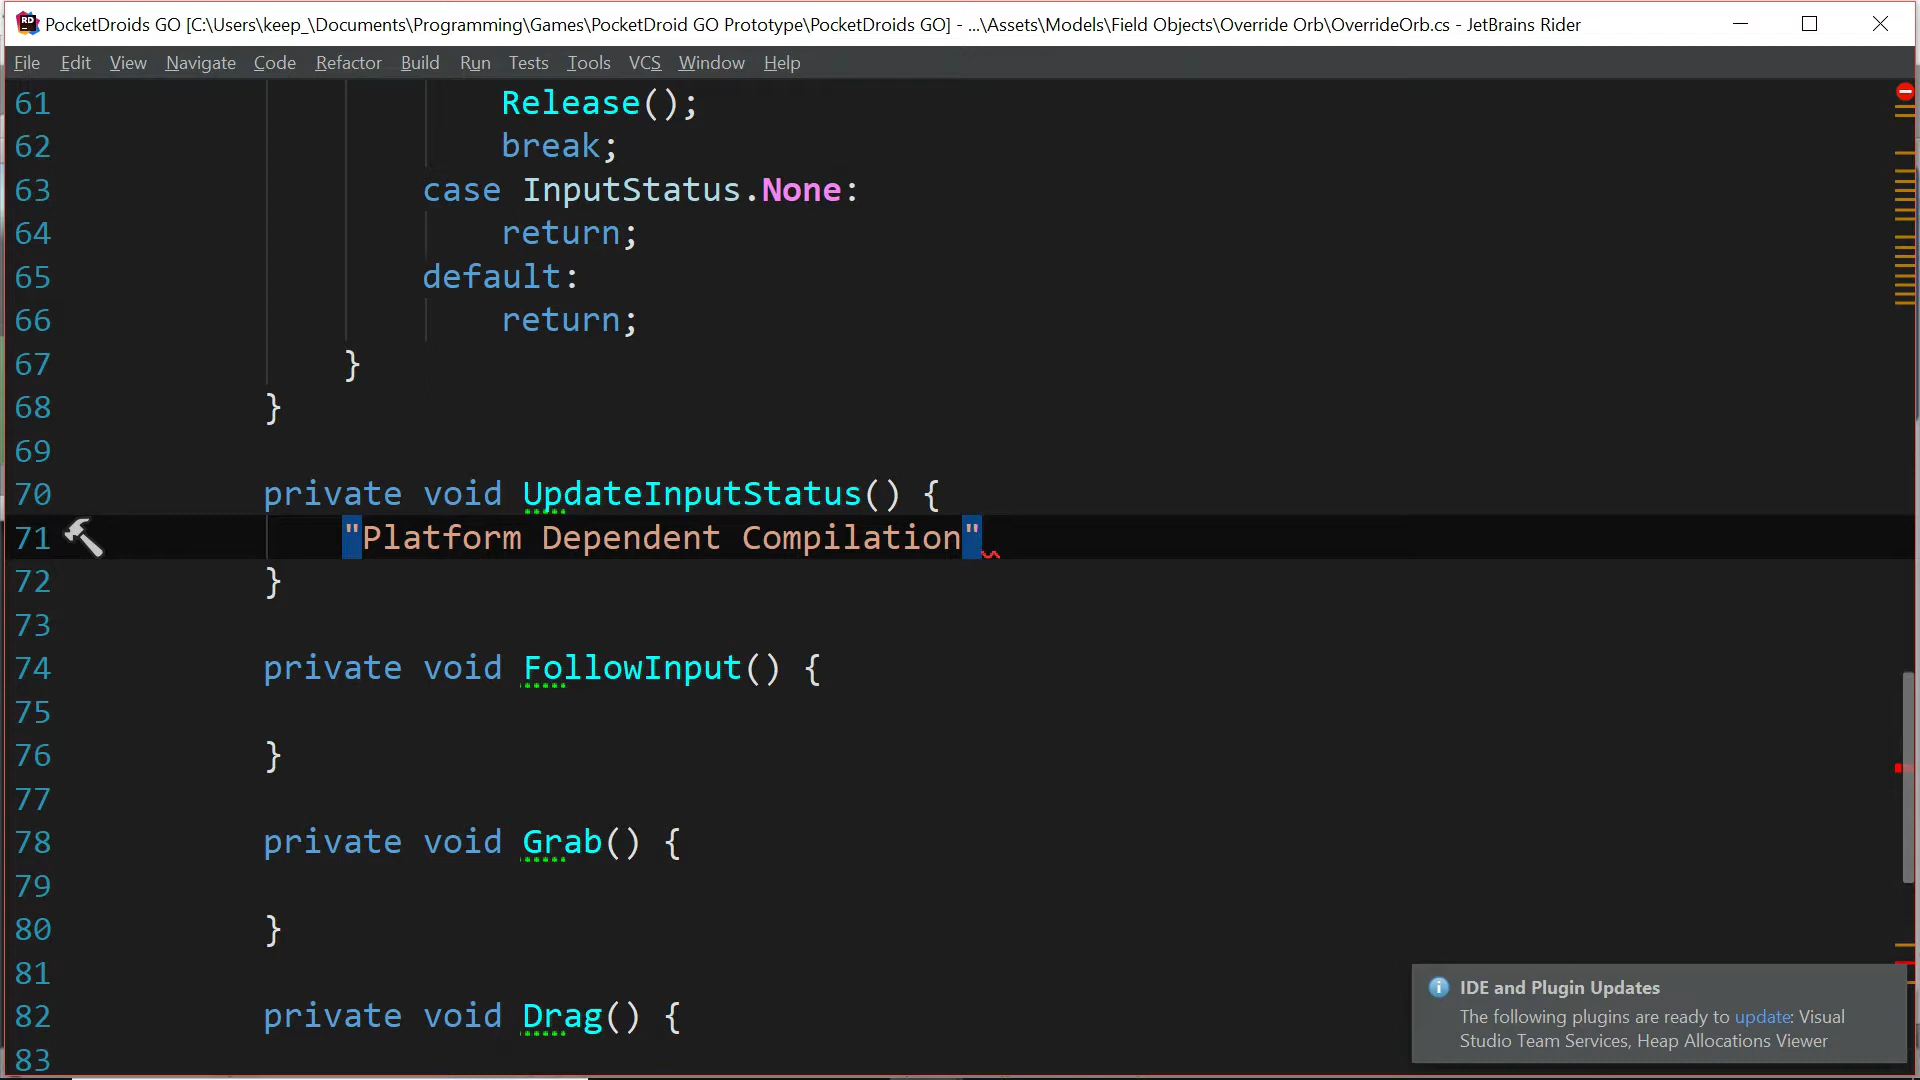 PocketDroids GO [C:\Users\keep_\Documents\Programming\Games\PocketDroid GO Prototype\PocketDroids GO] - ...\Assets\Models\Field Objects\Override Orb\OverrideOrb.cs - JetBrains Rider
File Edit View Navigate Code Refactor Build Run Tests Tools VCS Window Help
61 Release();
62 break;
63 case InputStatus.None:
64 return;
65 default:
66 return;
67 }
68 }
69
70 private void UpdateInputStatus() {
71 "Platform Dependent Compilation"
72 }
73
74 private void FollowInput() {
75
76 }
77
78 private void Grab() {
79
80 }
81
82 private void Drag() {
83
IDE and Plugin Updates
The following plugins are ready to update: Visual
Studio Team Services, Heap Allocations Viewer